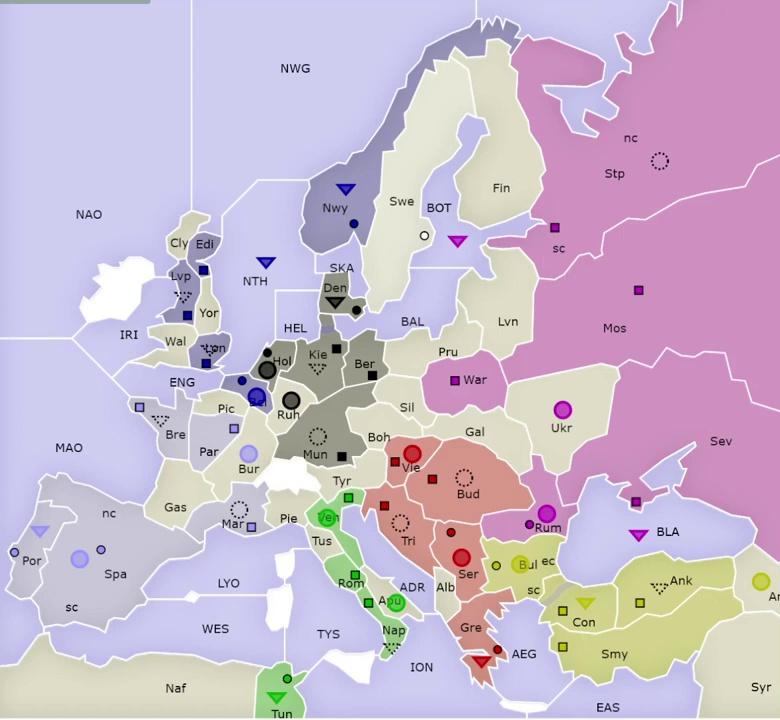 NWG
nc
Stp
Fin
Swe
Nwy
BOT
NAO
Cly
Edi
sc
SKA
Lvp
NTH
Den
Mos
IRI
Yor
HEL
BAL
Lvn
Wal
Lon
Hol
Kie
Pru
ENG
Ber
War
Bel
Pic
Ruh
Sil
Ukr
Bre
Boh
Gal
Sev
MAO
Par
Mun
Vie
Bur
Tyr
Bud
Gas
nc
Mar
Pie
Ven
Rum
BLA
Tri
Tus
Por
Spa
Ser
Bul
ec
LYO
Rom
ADR
Alb
sc
Ank
Ar
sc
Apu
Con
WES
TYS
Nap
Gre
AEG
Smy
ION
Naf
Syr
EAS
Tun